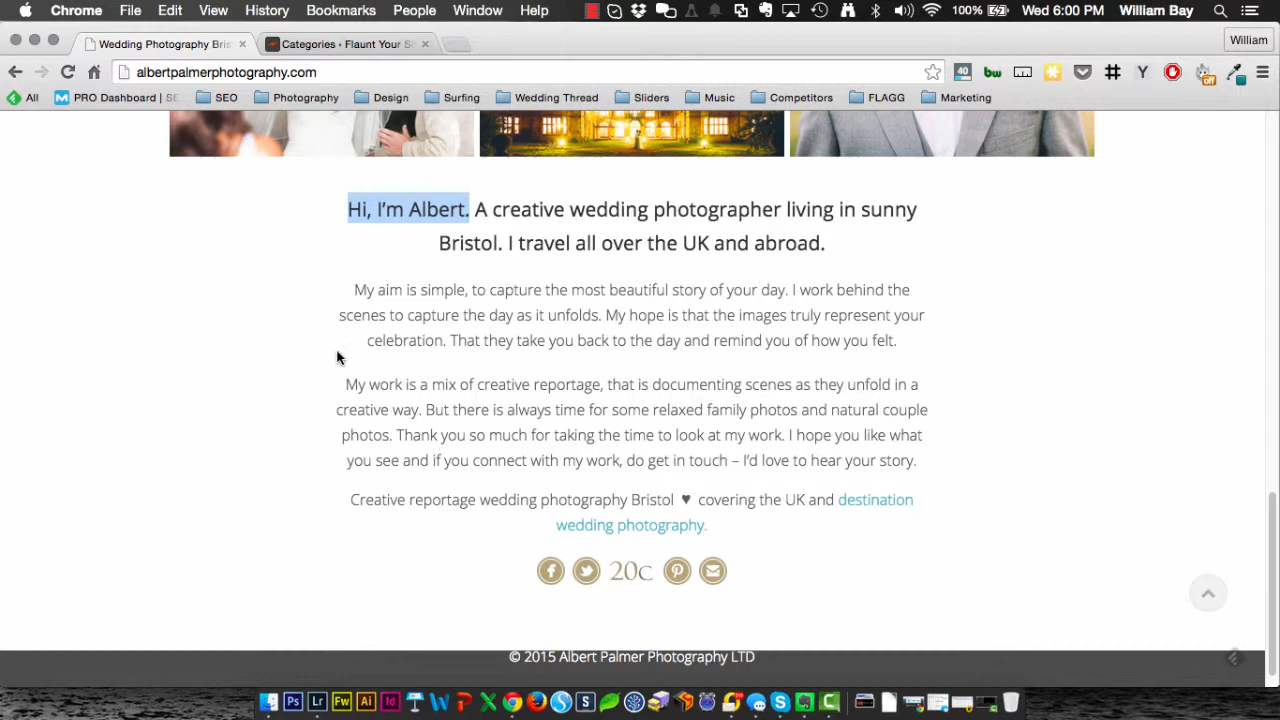 Chrome File Edit View History Bookmarks People Window Help 100% Wed 6:00 PM William Bay
Wedding Photography Bris Categories ‹ Flaunt Your S William
albertpalmerphotography.com 40 bw Y off
All PRO Dashboard | SE SEO Photography Design Surfing Wedding Thread Sliders Music Competitors FLAGG Marketing
Hi, I'm Albert. A creative wedding photographer living in sunny
Bristol. I travel all over the UK and abroad.
My aim is simple, to capture the most beautiful story of your day. I work behind the
scenes to capture the day as it unfolds. My hope is that the images truly represent your
celebration. That they take you back to the day and remind you of how you felt.
My work is a mix of creative reportage, that is documenting scenes as they unfold in a
creative way. But there is always time for some relaxed family photos and natural couple
photos. Thank you so much for taking the time to look at my work. I hope you like what
you see and if you connect with my work, do get in touch – I'd love to hear your story.
Creative reportage wedding photography Bristol ♥ covering the UK and destination
wedding photography.
20c
© 2015 Albert Palmer Photography LTD
Ps Lr Fw Ai Id W P X S S